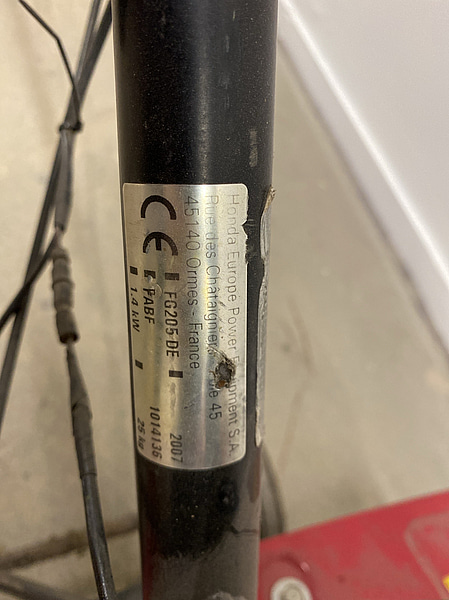 Honda Europe Power Equipment S.A.
Rue des Châtaigniers - Pôle 45
45140 Ormes - France
CE FG205-DE 2007
FABF 1014136
1.4 kW 25 kg